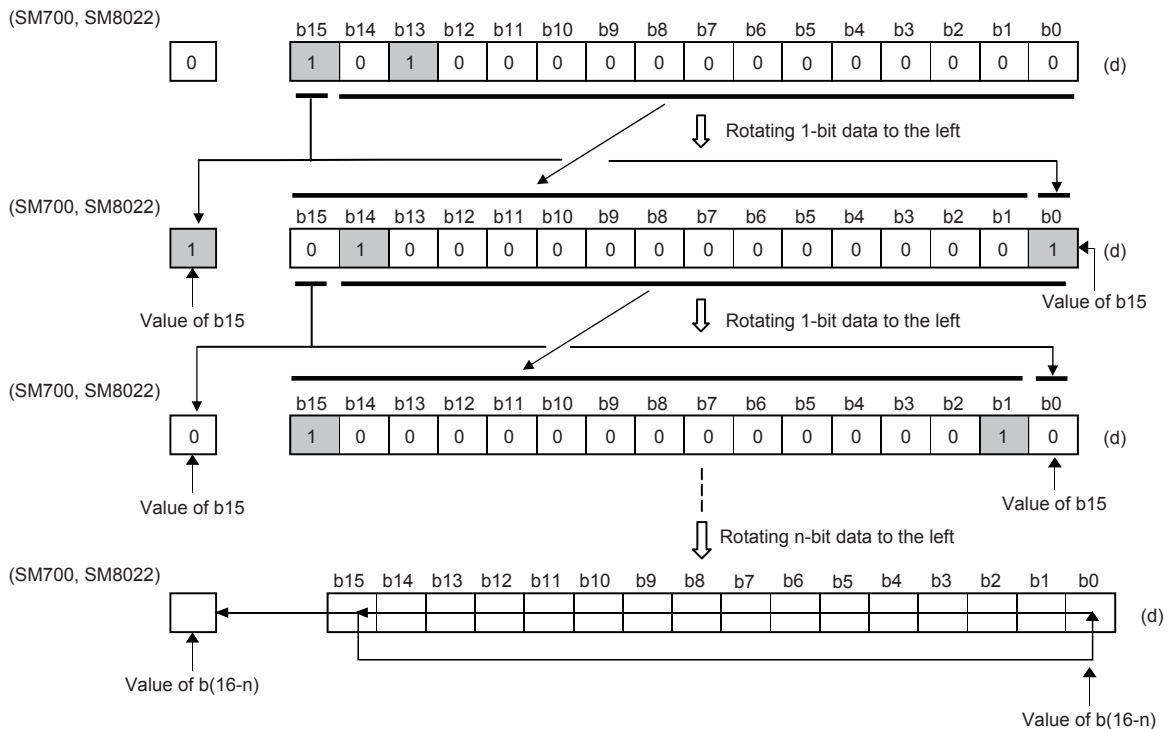 (SM700, SM8022)
b15 b14 b13 b12 b11 b10 b9 b8 b7 b6 b5 b4 b3 b2 b1 b0
0 1 0 1 0 0 0 0 0 0 0 0 0 0 0 0 0 (d)
Rotating 1-bit data to the left
(SM700, SM8022)
b15 b14 b13 b12 b11 b10 b9 b8 b7 b6 b5 b4 b3 b2 b1 b0
1 0 1 0 0 0 0 0 0 0 0 0 0 0 0 0 1 (d)
Value of b15 Value of b15
Rotating 1-bit data to the left
(SM700, SM8022)
b15 b14 b13 b12 b11 b10 b9 b8 b7 b6 b5 b4 b3 b2 b1 b0
0 1 0 0 0 0 0 0 0 0 0 0 0 0 0 1 0 (d)
Value of b15 Value of b15
Rotating n-bit data to the left
(SM700, SM8022)
b15 b14 b13 b12 b11 b10 b9 b8 b7 b6 b5 b4 b3 b2 b1 b0
(d)
Value of b(16-n)
Value of b(16-n)